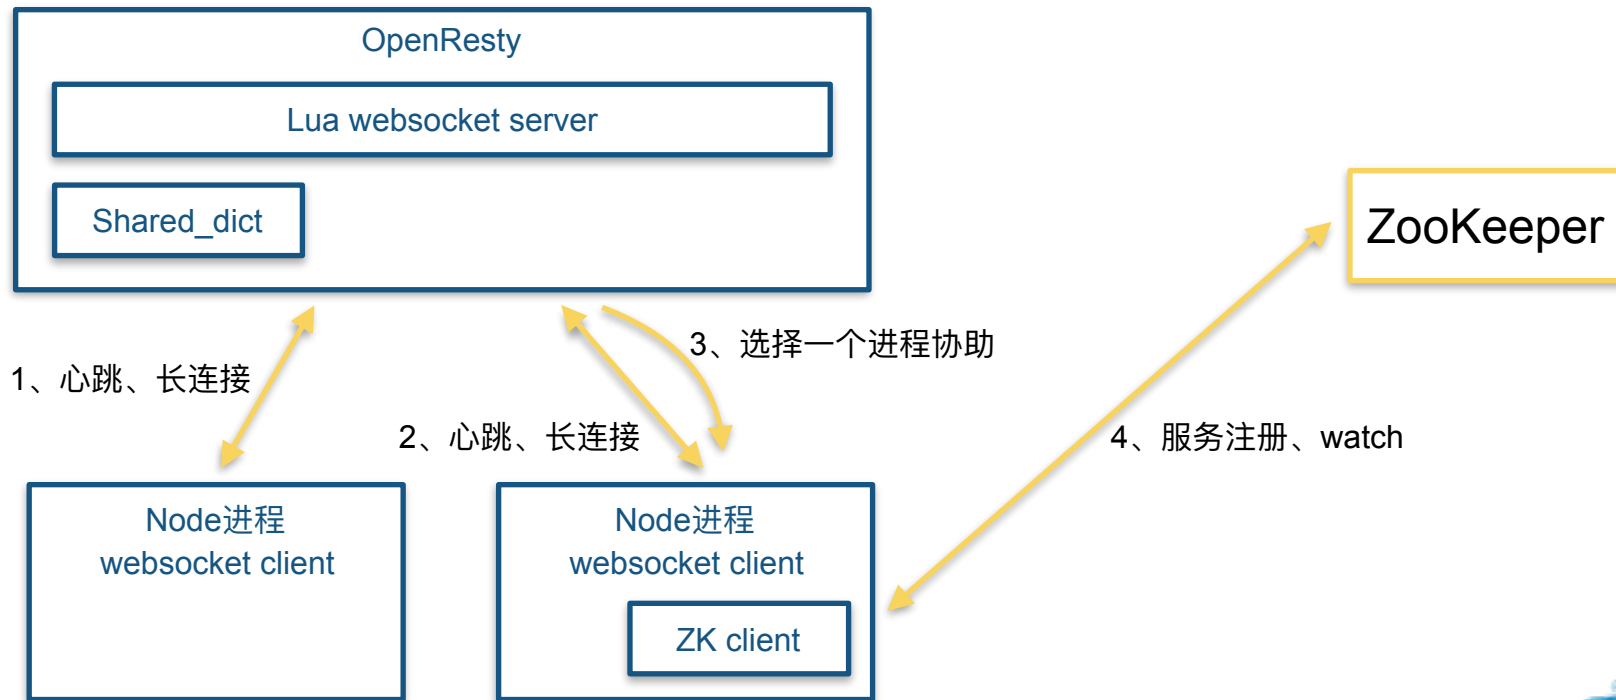 OpenResty
Lua websocket server
Shared_dict
ZooKeeper
3、选择一个进程协助
1、心跳、长连接
2、心跳、长连接
4、服务注册、watch
Node进程
websocket client
Node进程
websocket client
ZK client